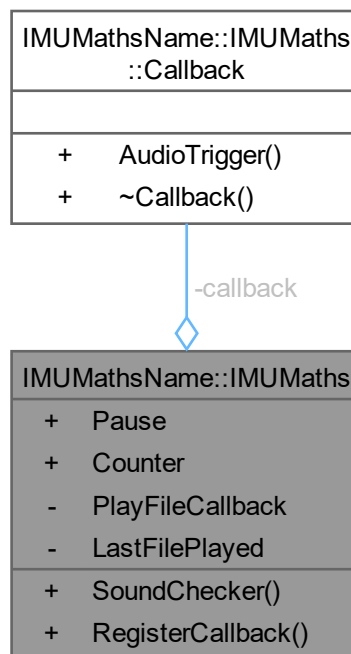 IMUMathsName::IMUMaths
::Callback
+ AudioTrigger()
+ ~Callback()
-callback
IMUMathsName::IMUMaths
+ Pause
+ Counter
- PlayFileCallback
- LastFilePlayed
+ SoundChecker()
+ RegisterCallback()